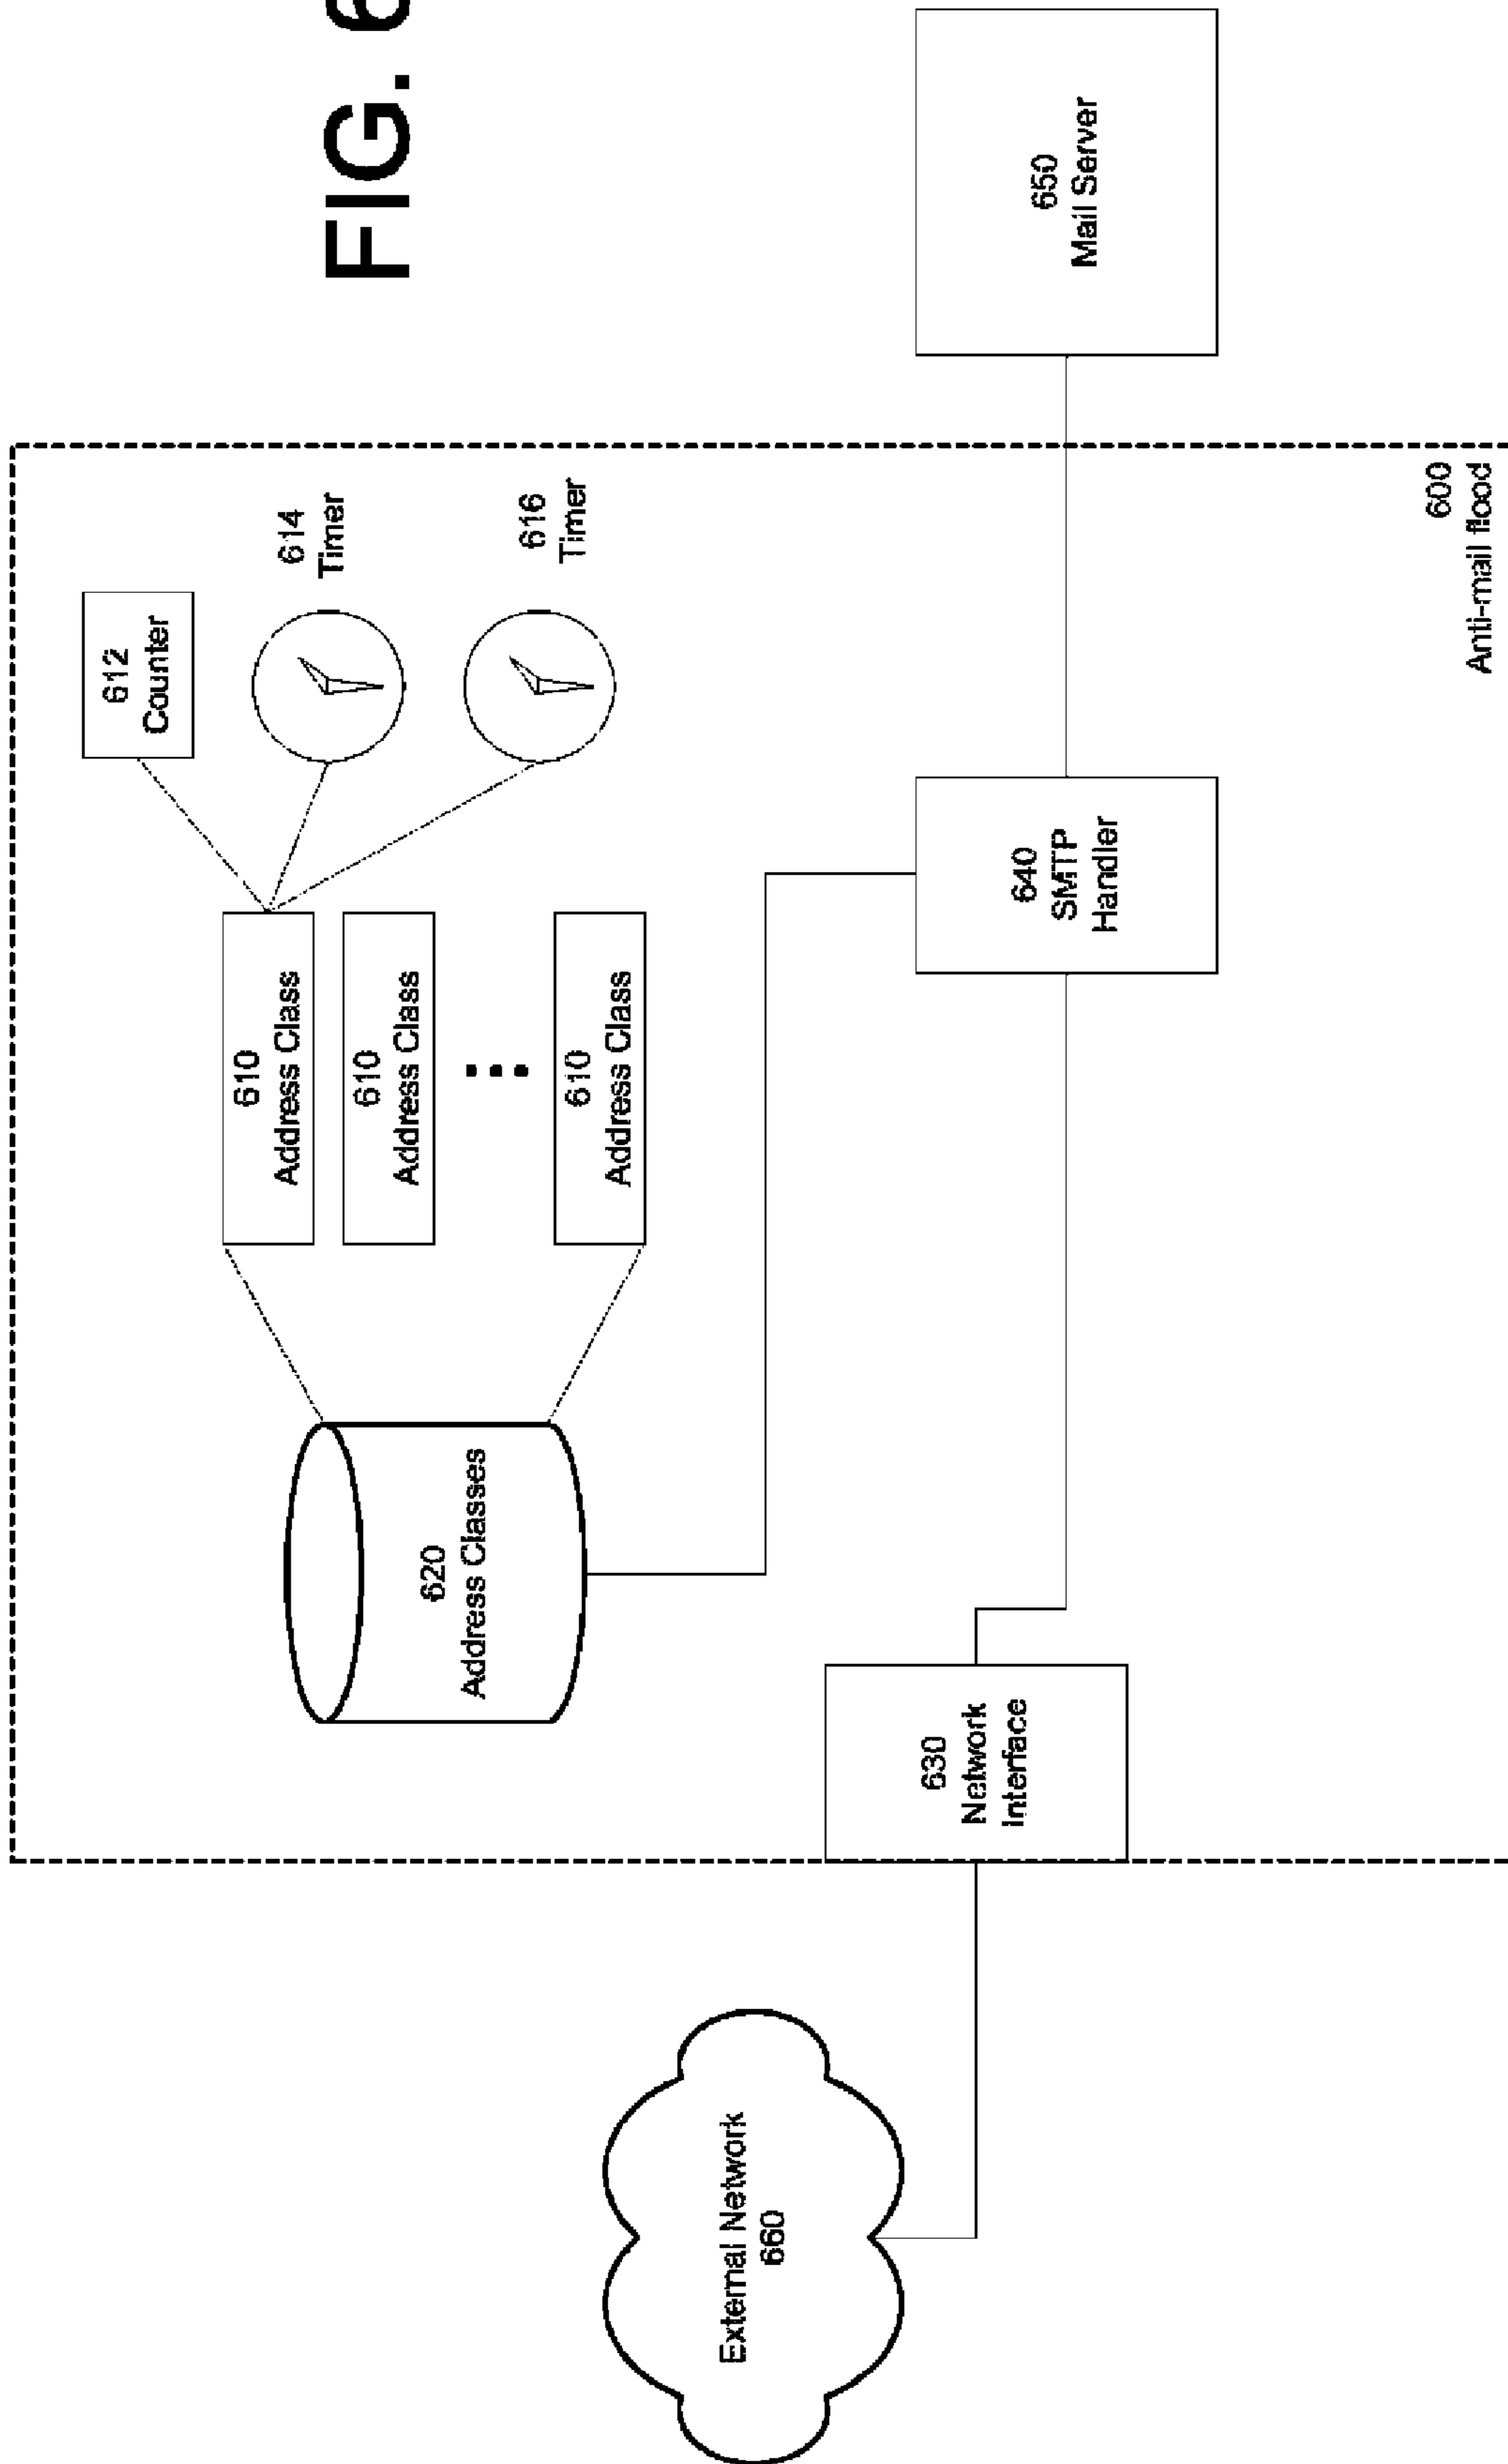 FIG. 6
612
Counter
614
Timer
616
Timer
610
Address Class
610
Address Class
610
Address Class
620
Address Classes
630
Network
Interface
640
SMTP
Handler
650
Mail Server
External Network
660
600
Anti-mail flood